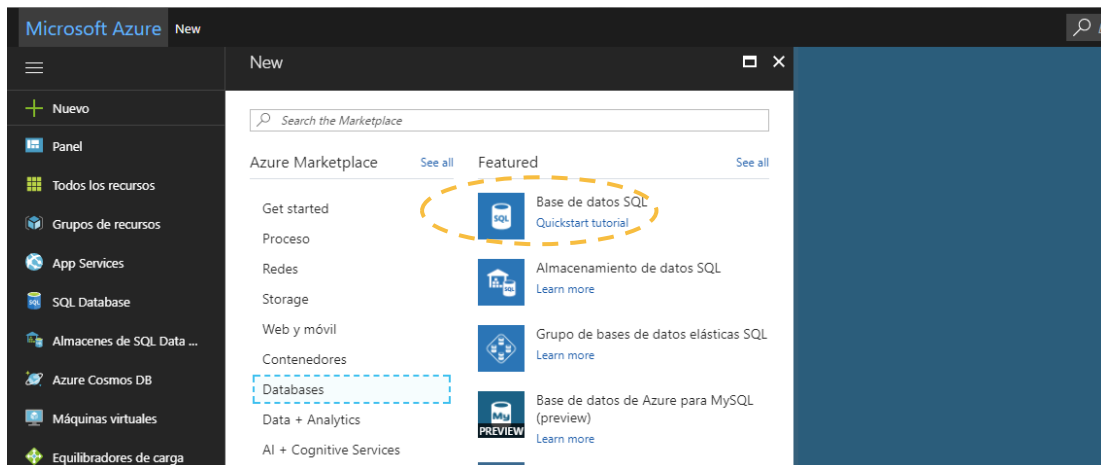 Microsoft Azure New
New
Nuevo
Panel
Todos los recursos
Grupos de recursos
App Services
SQL Database
Almacenes de SQL Data ...
Azure Cosmos DB
Máquinas virtuales
Equilibradores de carga
Search the Marketplace
Azure Marketplace See all
Get started
Proceso
Redes
Storage
Web y móvil
Contenedores
Databases
Data + Analytics
AI + Cognitive Services
Featured See all
SQL
Base de datos SQL
Quickstart tutorial
SQL
Almacenamiento de datos SQL
Learn more
Grupo de bases de datos elásticas SQL
Learn more
My
PREVIEW
Base de datos de Azure para MySQL
(preview)
Learn more